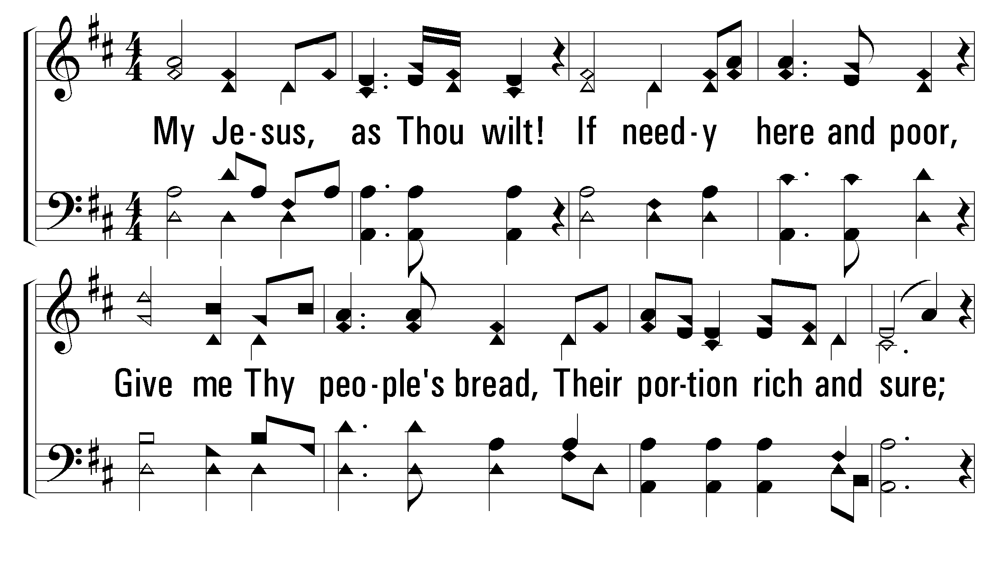 My Je-sus, as Thou wilt! If need-y here and poor,
Give me Thy peo-ple's bread, Their por-tion rich and sure;